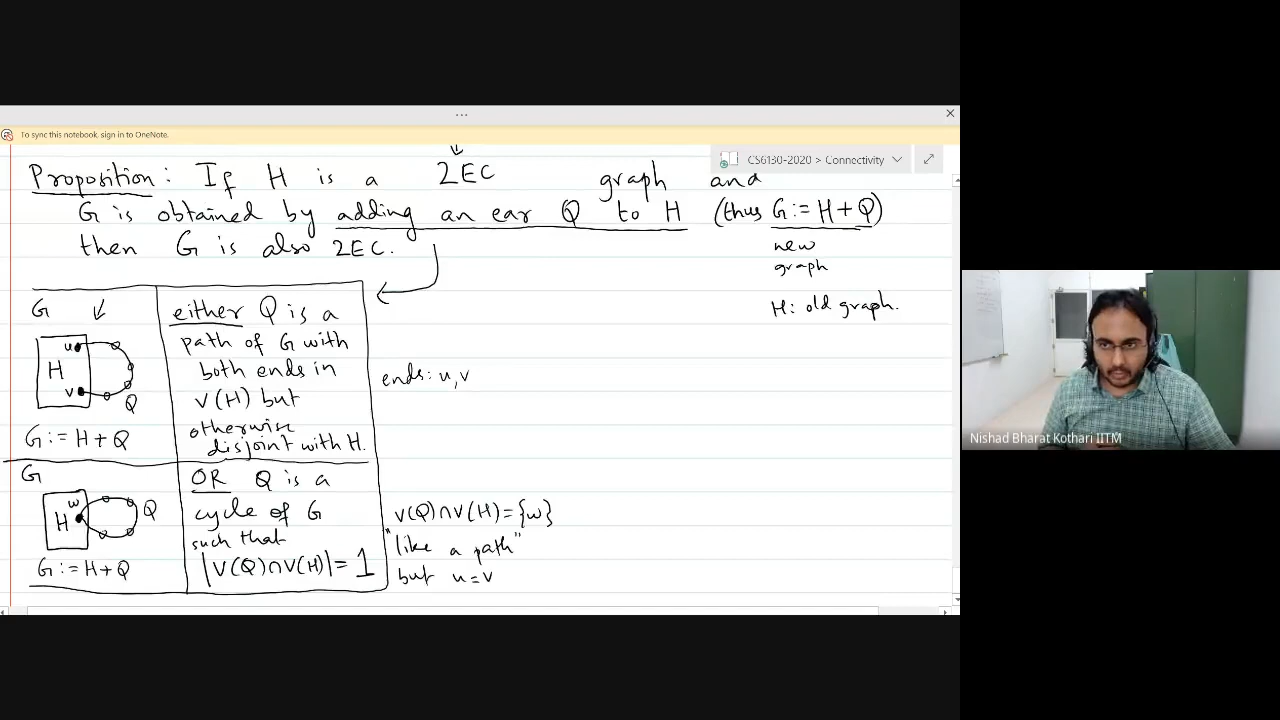 To sync this notebook, sign in to OneNote.
CS6130-2020 > Connectivity
Proposition: If H is a 2EC graph and
G is obtained by adding an ear Q to H (thus G := H + Q)
then G is also 2EC.
new
graph
H: old graph.
G
u
H
v
Q
G := H + Q
either Q is a
path of G with
both ends in
V(H) but
otherwise
disjoint with H.
ends: u, v
G
w
H
Q
G := H + Q
OR Q is a
cycle of G
such that
|V(Q)∩V(H)| = 1
V(Q)∩V(H) = {w}
"like a path"
but u = v
Nishad Bharat Kothari IITM